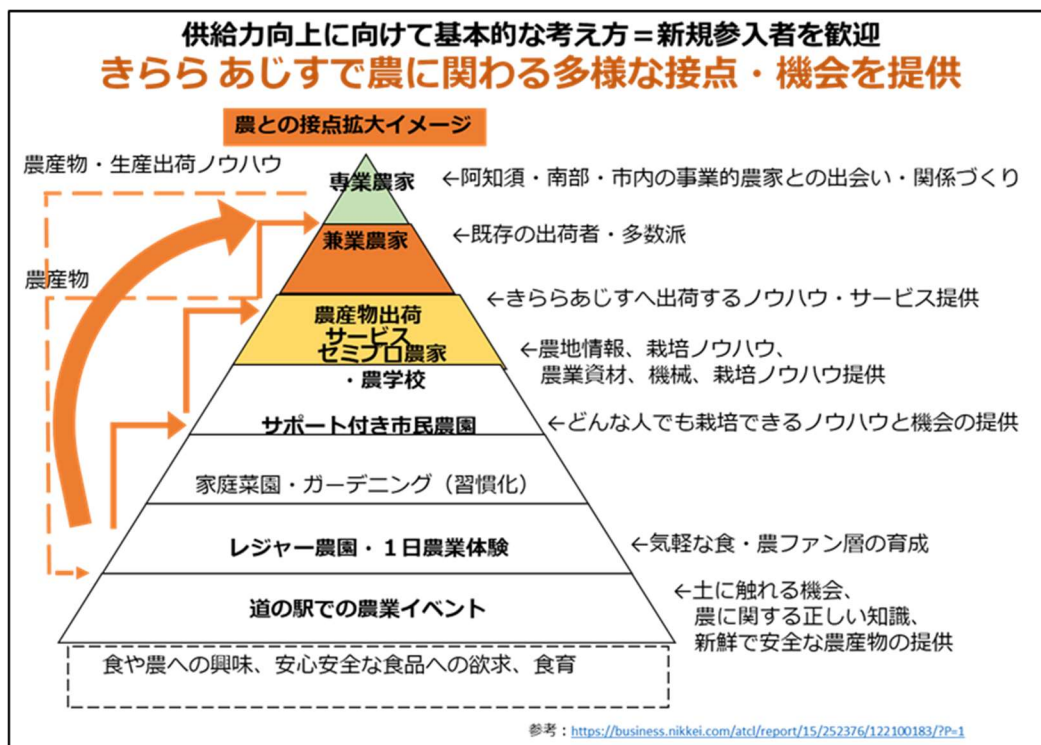 供給力向上に向けて基本的な考え方＝新規参入者を歓迎
きらら あじすで農に関わる多様な接点・機会を提供
農との接点拡大イメージ
農産物・生産出荷ノウハウ
専業農家
←阿知須・南部・市内の事業的農家との出会い・関係づくり
兼業農家
←既存の出荷者・多数派
農産物
農産物出荷
サービス
セミプロ農家
←きららあじすへ出荷するノウハウ・サービス提供
←農地情報、栽培ノウハウ、
農業資材、機械、栽培ノウハウ提供
・農学校
サポート付き市民農園
←どんな人でも栽培できるノウハウと機会の提供
家庭菜園・ガーデニング（習慣化）
レジャー農園・１日農業体験
←気軽な食・農ファン層の育成
道の駅での農業イベント
←土に触れる機会、
農に関する正しい知識、
新鮮で安全な農産物の提供
食や農への興味、安心安全な食品への欲求、食育
参考：https://business.nikkei.com/atcl/report/15/252376/122100183/?P=1